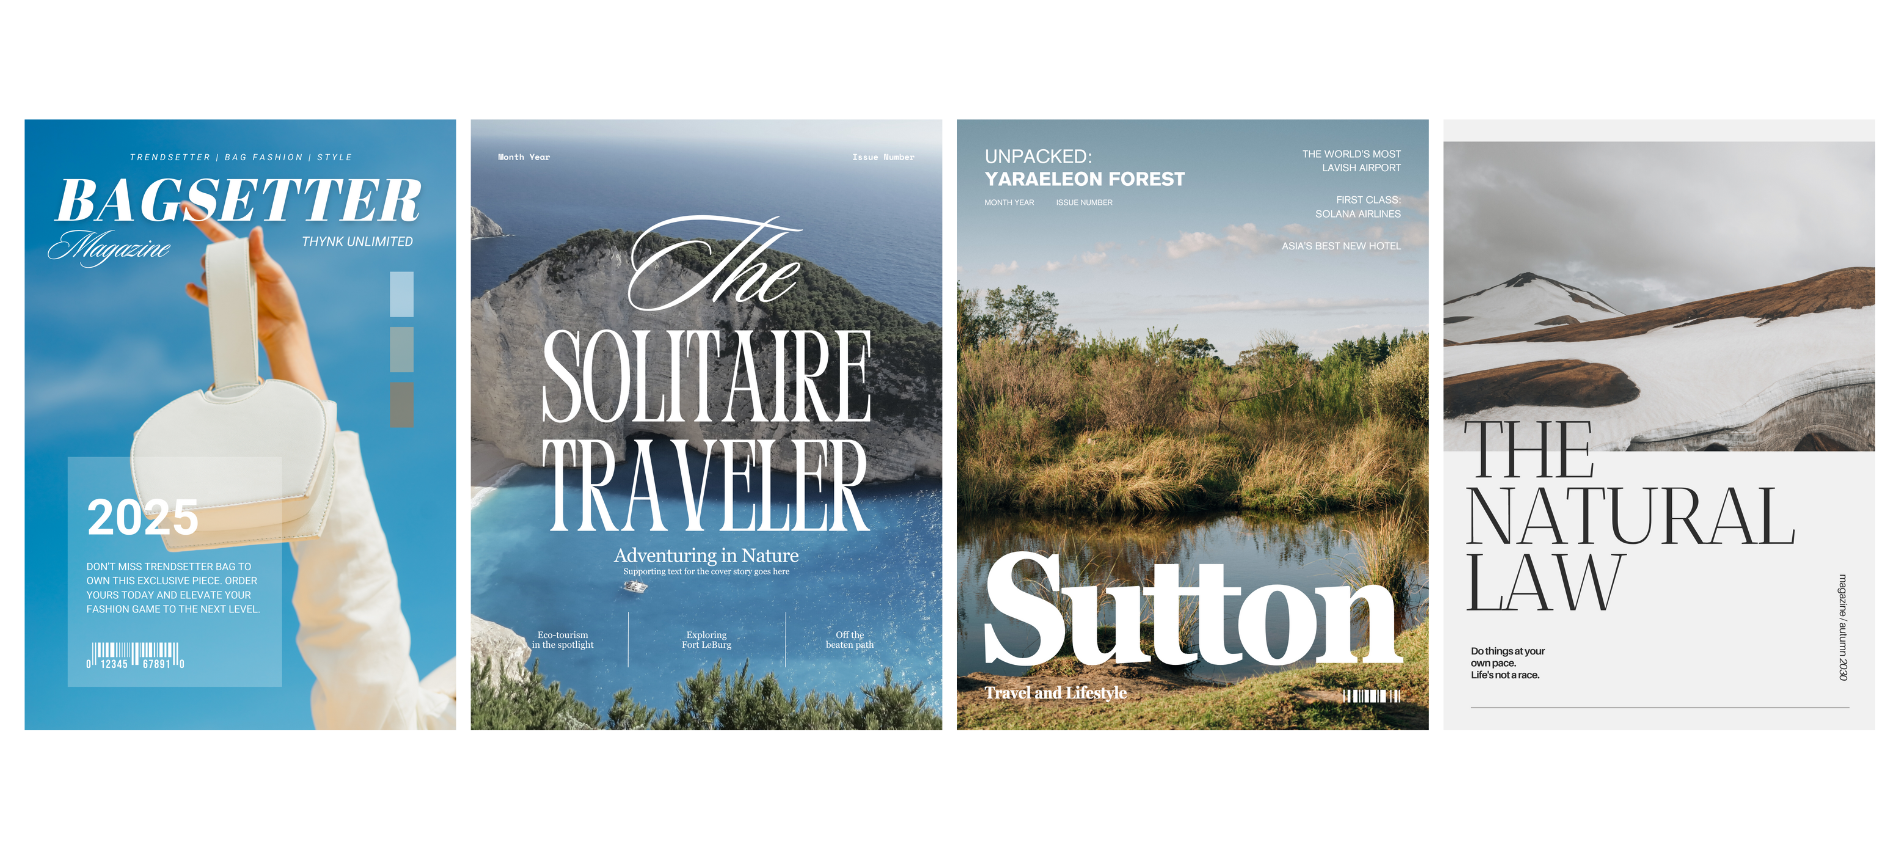 TRENDSETTER | BAG FASHION | STYLE
BAGSETTER
Magazine
THYNK UNLIMITED
2025
DON'T MISS TRENDSETTER BAG TO
OWN THIS EXCLUSIVE PIECE. ORDER
YOURS TODAY AND ELEVATE YOUR
FASHION GAME TO THE NEXT LEVEL.
0 12345 67891 0
Month Year
Issue Number
The
SOLITAIRE
TRAVELER
Adventuring in Nature
Supporting text for the cover story goes here
Eco-tourism
in the spotlight
Exploring
Fort LeBurg
Off the
beaten path
UNPACKED:
YARAELEON FOREST
MONTH YEAR
ISSUE NUMBER
THE WORLD'S MOST
LAVISH AIRPORT
FIRST CLASS:
SOLANA AIRLINES
ASIA'S BEST NEW HOTEL
Sutton
Travel and Lifestyle
THE
NATURAL
LAW
Do things at your
own pace.
Life's not a race.
magazine / autumn 2030